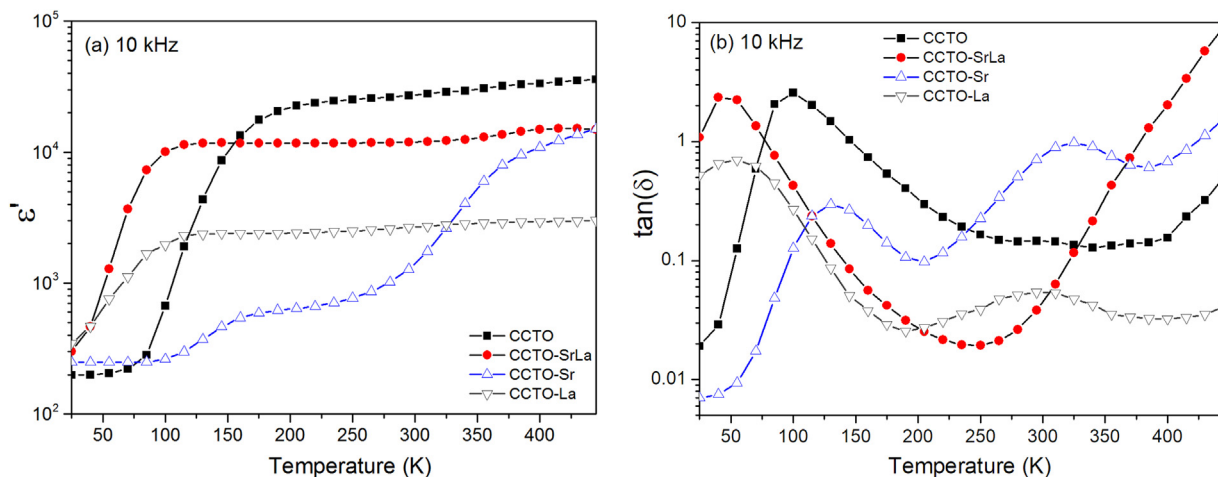 (a) 10 kHz
10^5
10^4
10^3
10^2
ε'
50 100 150 200 250 300 350 400
Temperature (K)
CCTO
CCTO-SrLa
CCTO-Sr
CCTO-La
(b) 10 kHz
10
1
0.1
0.01
tan(δ)
50 100 150 200 250 300 350 400
Temperature (K)
CCTO
CCTO-SrLa
CCTO-Sr
CCTO-La